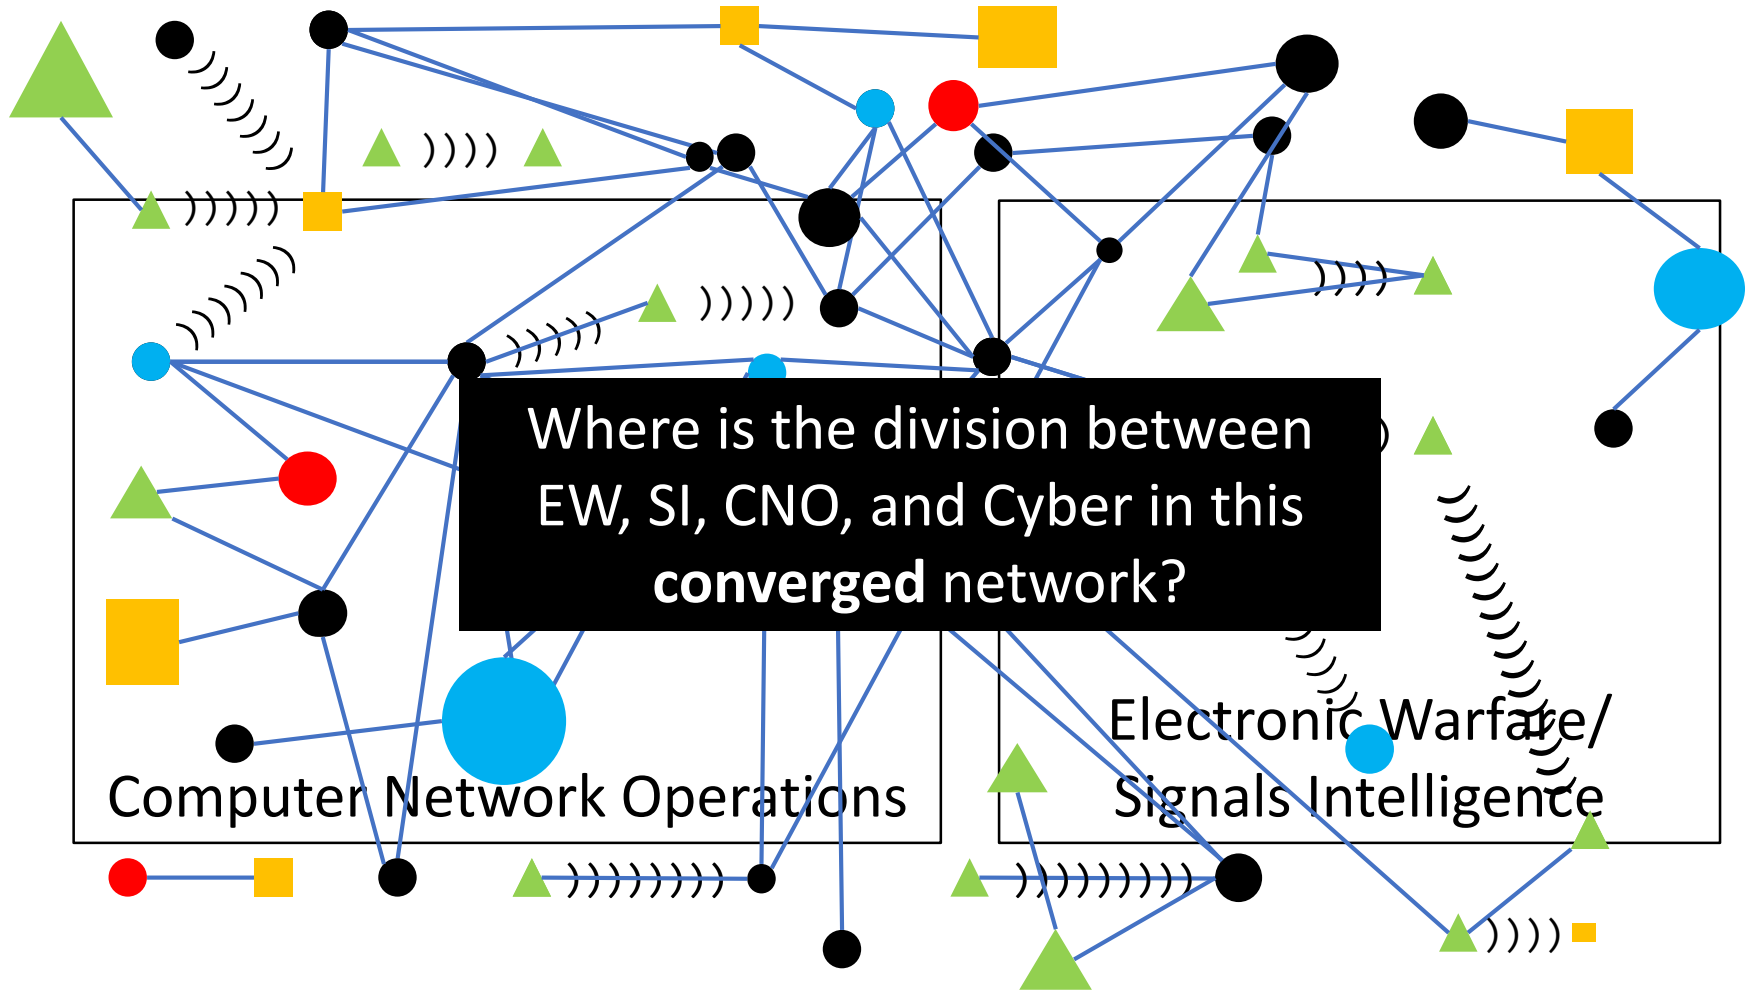 Where is the division between
EW, SI, CNO, and Cyber in this
converged network?
Electronic Warfare/
Signals Intelligence
Computer Network Operations